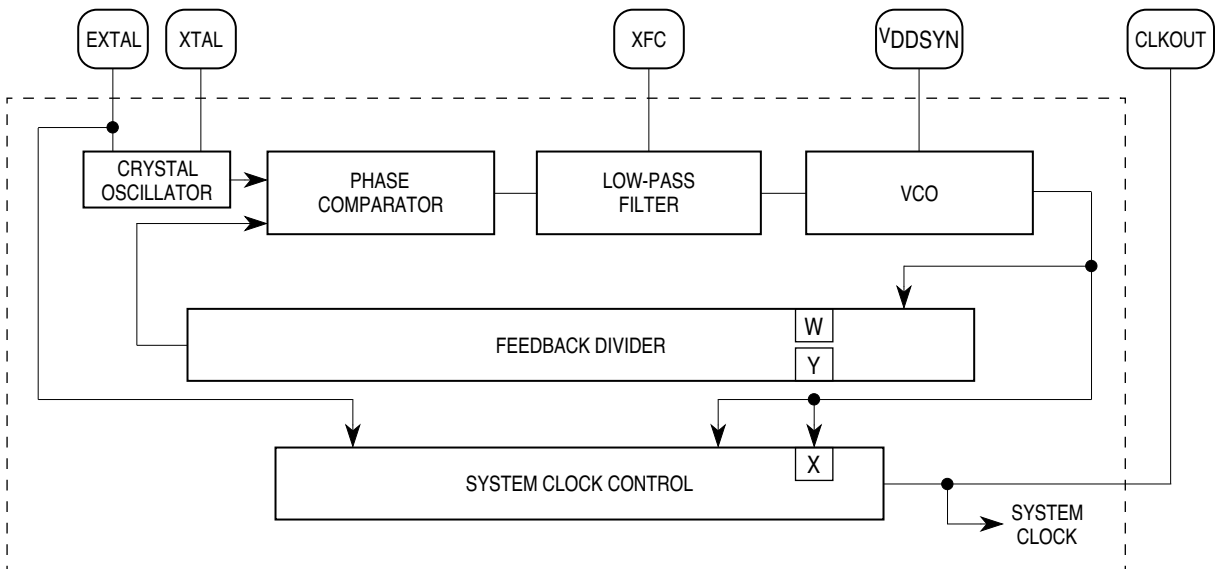 EXTAL XTAL XFC VDDSYN CLKOUT
CRYSTAL
OSCILLATOR
PHASE
COMPARATOR
LOW-PASS
FILTER
VCO
FEEDBACK DIVIDER
W
Y
SYSTEM CLOCK CONTROL
X
SYSTEM
CLOCK